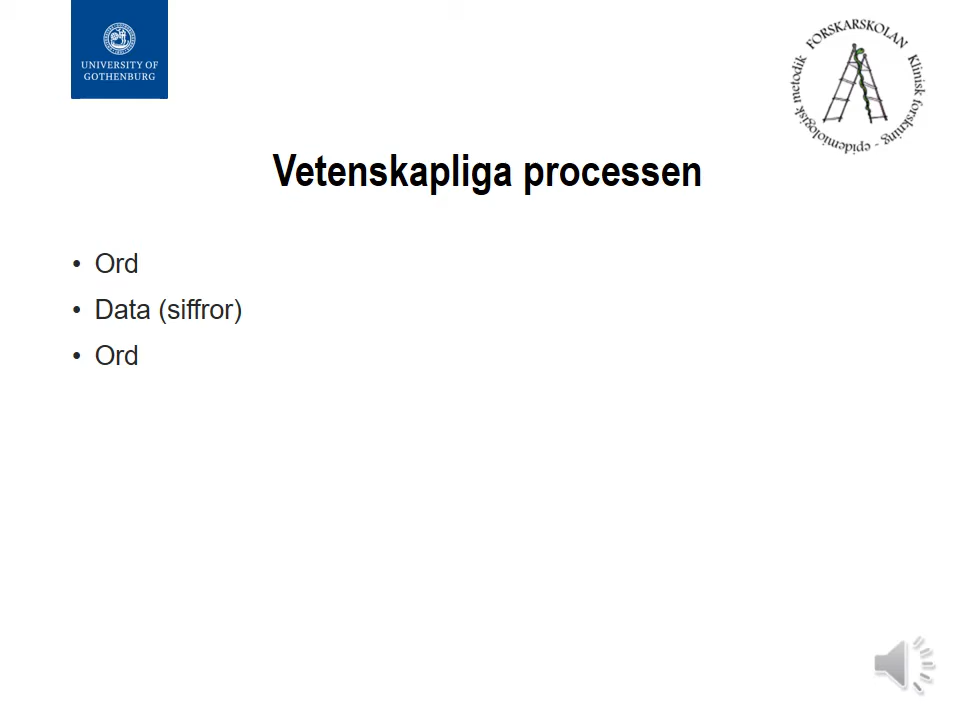 UNIVERSITY OF
GOTHENBURG
FORSKARSKOLAN
Klinisk forskning - epidemiologisk metodik
Vetenskapliga processen
• Ord
• Data (siffror)
• Ord